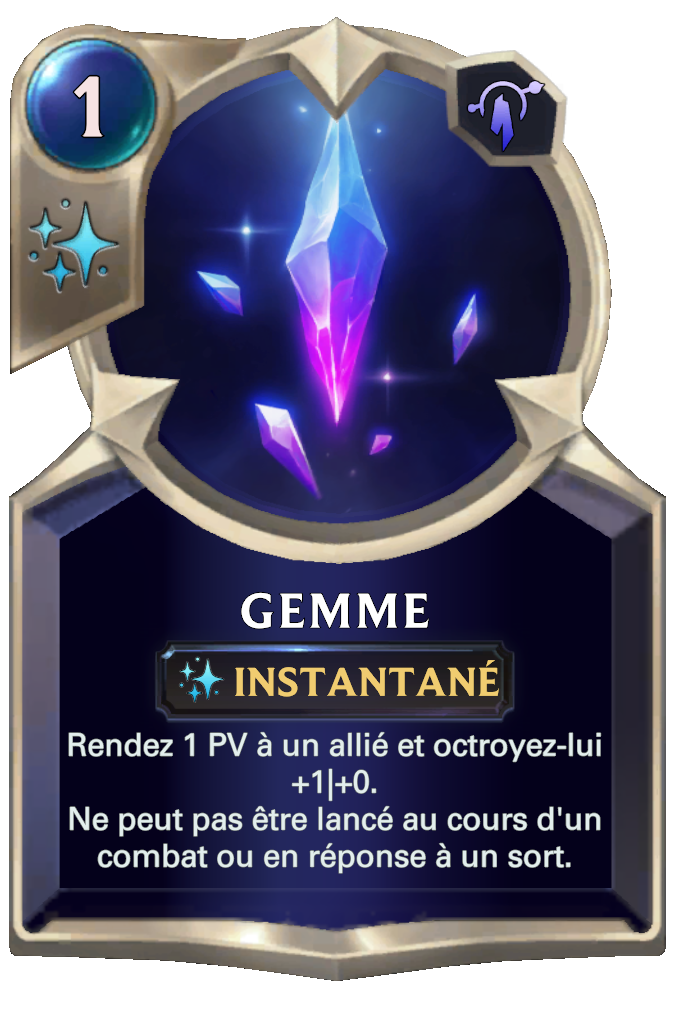 1
GEMME
INSTANTANÉ
Rendez 1 PV à un allié et octroyez-lui
+1|+0.
Ne peut pas être lancé au cours d'un
combat ou en réponse à un sort.